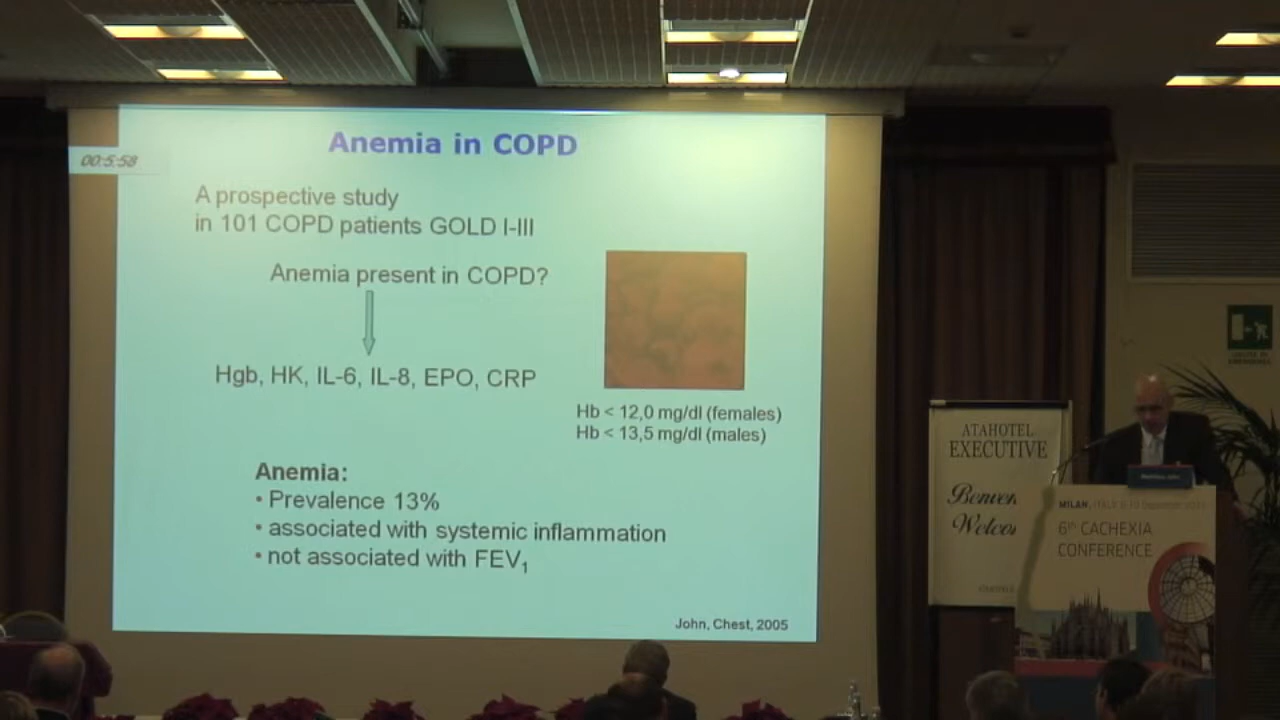 Anemia in COPD
00:5:58
A prospective study
in 101 COPD patients GOLD I-III
Anemia present in COPD?
Hgb, HK, IL-6, IL-8, EPO, CRP
Hb < 12,0 mg/dl (females)
Hb < 13,5 mg/dl (males)
Anemia:
• Prevalence 13%
• associated with systemic inflammation
• not associated with FEV₁
John, Chest, 2005
ATAHOTEL
EXECUTIVE
Benven
Welco
MILAN, ITALY
6th CACHEXIA
CONFERENCE